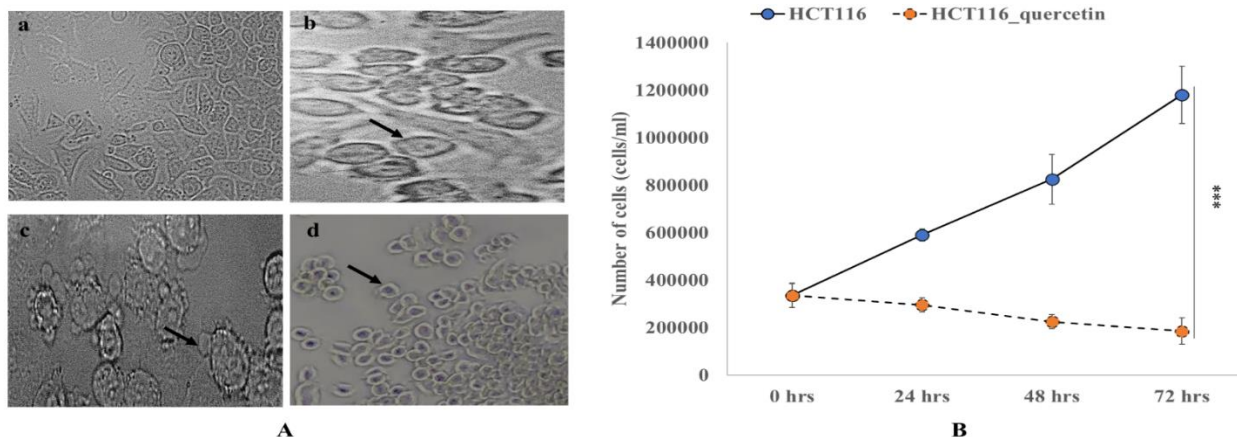 a
b
c
d
A
HCT116
HCT116_quercetin
Number of cells (cells/ml)
1400000
1200000
1000000
800000
600000
400000
200000
0
0 hrs
24 hrs
48 hrs
72 hrs
***
B